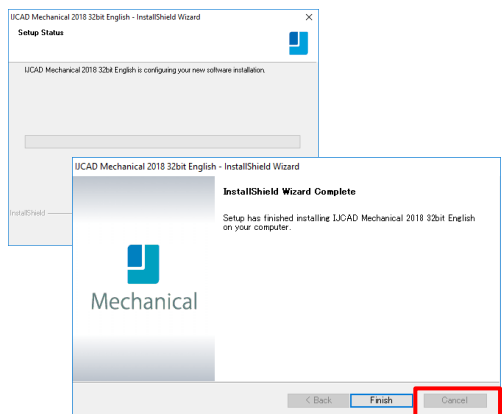 IJCAD Mechanical 2018 32bit English - InstallShield Wizard
Setup Status
IJCAD Mechanical 2018 32bit English is configuring your new software installation.
InstallShield
IJCAD Mechanical 2018 32bit English - InstallShield Wizard
InstallShield Wizard Complete
Setup has finished installing IJCAD Mechanical 2018 32bit English
on your computer.
Mechanical
< Back
Finish
Cancel